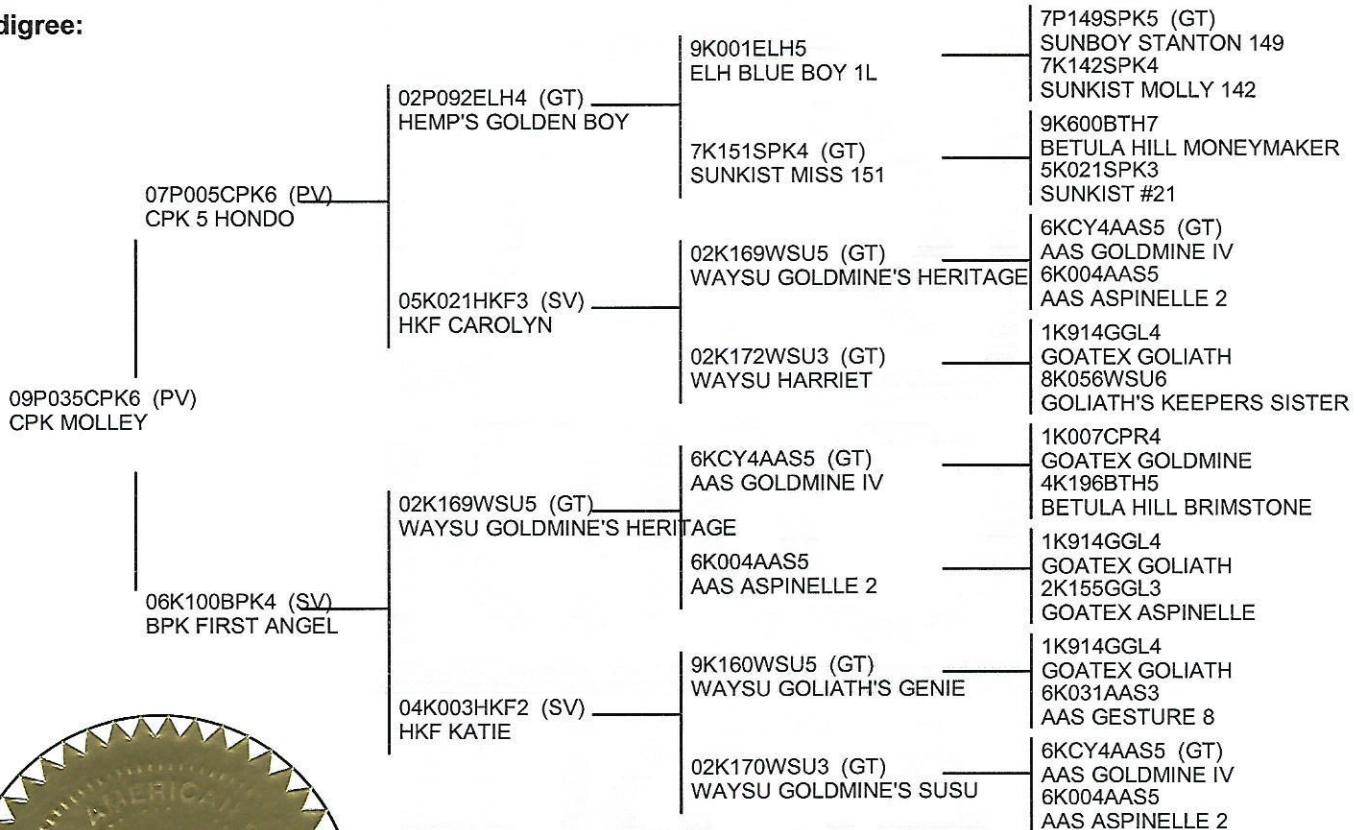 digree:
09P035CPK6 (PV)
CPK MOLLEY
07P005CPK6 (PV)
CPK 5 HONDO
06K100BPK4 (SV)
BPK FIRST ANGEL
02P092ELH4 (GT)
HEMP'S GOLDEN BOY
05K021HKF3 (SV)
HKF CAROLYN
02K169WSU5 (GT)
WAYSU GOLDMINE'S HERITAGE
04K003HKF2 (SV)
HKF KATIE
9K001ELH5
ELH BLUE BOY 1L
7K151SPK4 (GT)
SUNKIST MISS 151
02K169WSU5 (GT)
WAYSU GOLDMINE'S HERITAGE
02K172WSU3 (GT)
WAYSU HARRIET
6KCY4AAS5 (GT)
AAS GOLDMINE IV
6K004AAS5
AAS ASPINELLE 2
9K160WSU5 (GT)
WAYSU GOLIATH'S GENIE
02K170WSU3 (GT)
WAYSU GOLDMINE'S SUSU
7P149SPK5 (GT)
SUNBOY STANTON 149
7K142SPK4
SUNKIST MOLLY 142
9K600BTH7
BETULA HILL MONEYMAKER
5K021SPK3
SUNKIST #21
6KCY4AAS5 (GT)
AAS GOLDMINE IV
6K004AAS5
AAS ASPINELLE 2
1K914GGL4
GOATEX GOLIATH
8K056WSU6
GOLIATH'S KEEPERS SISTER
1K007CPR4
GOATEX GOLDMINE
4K196BTH5
BETULA HILL BRIMSTONE
1K914GGL4
GOATEX GOLIATH
2K155GGL3
GOATEX ASPINELLE
1K914GGL4
GOATEX GOLIATH
6K031AAS3
AAS GESTURE 8
6KCY4AAS5 (GT)
AAS GOLDMINE IV
6K004AAS5
AAS ASPINELLE 2
AMERICAN